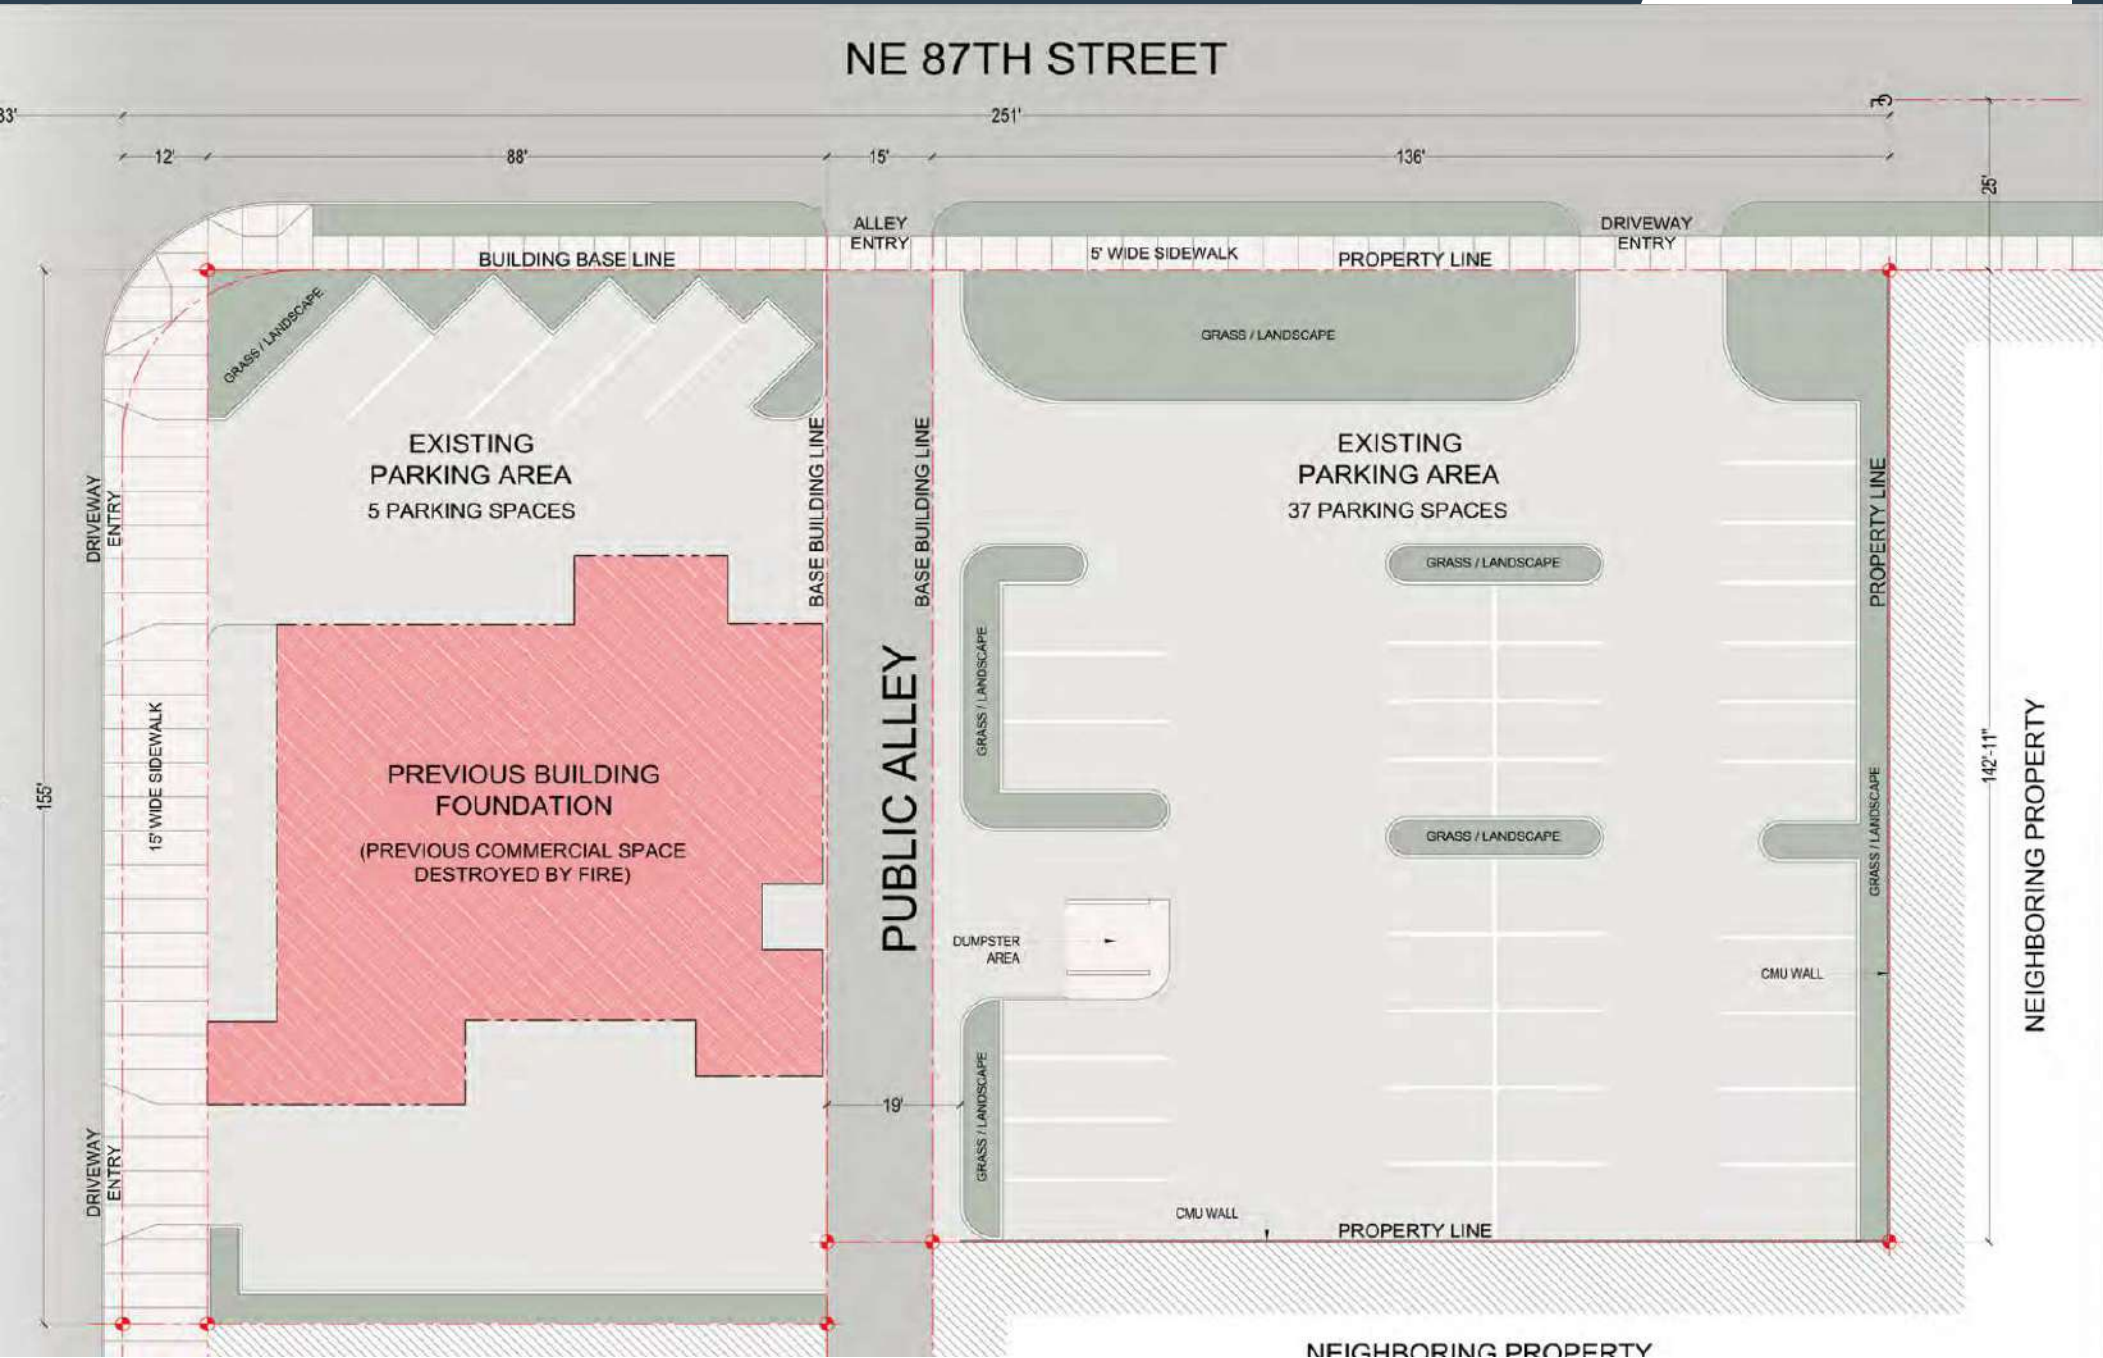 NE 87TH STREET
33'
251'
12'
88'
15'
136'
25'
ALLEY
ENTRY
DRIVEWAY
ENTRY
BUILDING BASE LINE
5' WIDE SIDEWALK
PROPERTY LINE
GRASS / LANDSCAPE
GRASS / LANDSCAPE
EXISTING
PARKING AREA
5 PARKING SPACES
BASE BUILDING LINE
BASE BUILDING LINE
EXISTING
PARKING AREA
37 PARKING SPACES
PROPERTY LINE
DRIVEWAY
ENTRY
GRASS / LANDSCAPE
GRASS / LANDSCAPE
PUBLIC ALLEY
15' WIDE SIDEWALK
155'
PREVIOUS BUILDING
FOUNDATION
(PREVIOUS COMMERCIAL SPACE
DESTROYED BY FIRE)
GRASS / LANDSCAPE
GRASS / LANDSCAPE
142'-11"
NEIGHBORING PROPERTY
DUMPSTER
AREA
CMU WALL
19'
GRASS / LANDSCAPE
DRIVEWAY
ENTRY
CMU WALL
PROPERTY LINE
NEIGHBORING PROPERTY